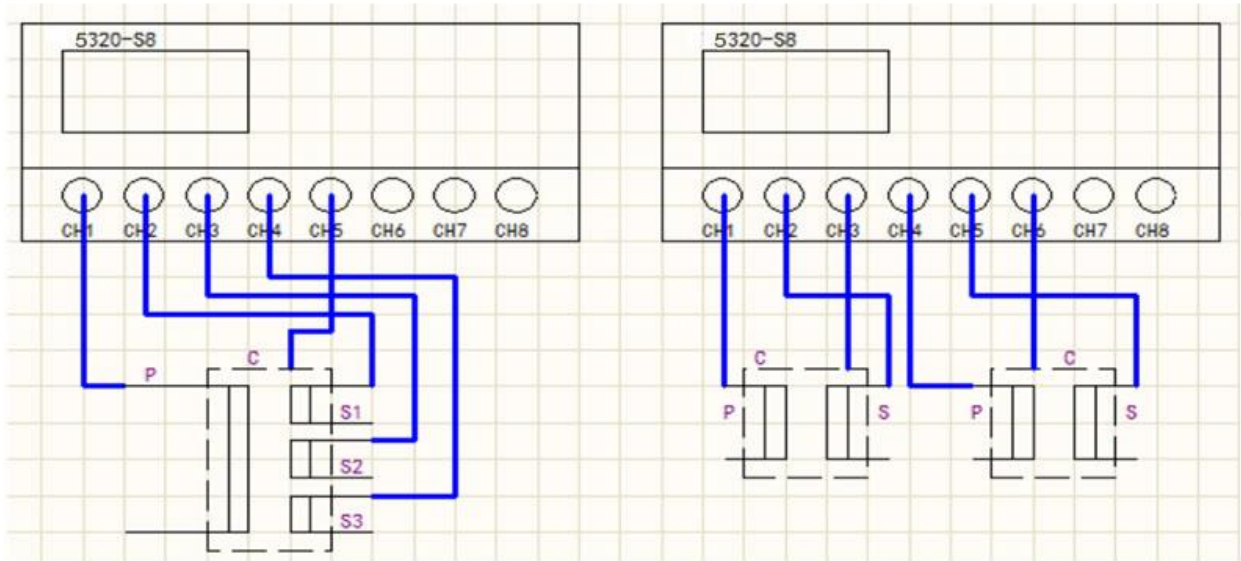 5320-S8
CH1 CH2 CH3 CH4 CH5 CH6 CH7 CH8
C
P
S1
S2
S3
5320-S8
CH1 CH2 CH3 CH4 CH5 CH6 CH7 CH8
C C
P S P S